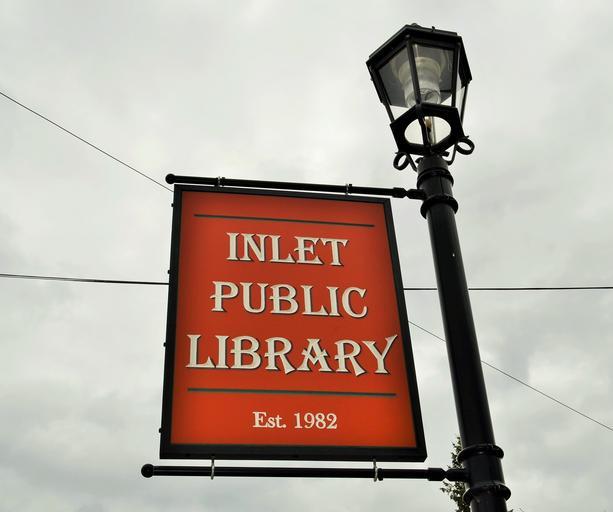 INLET
PUBLIC
LIBRARY
Est. 1982